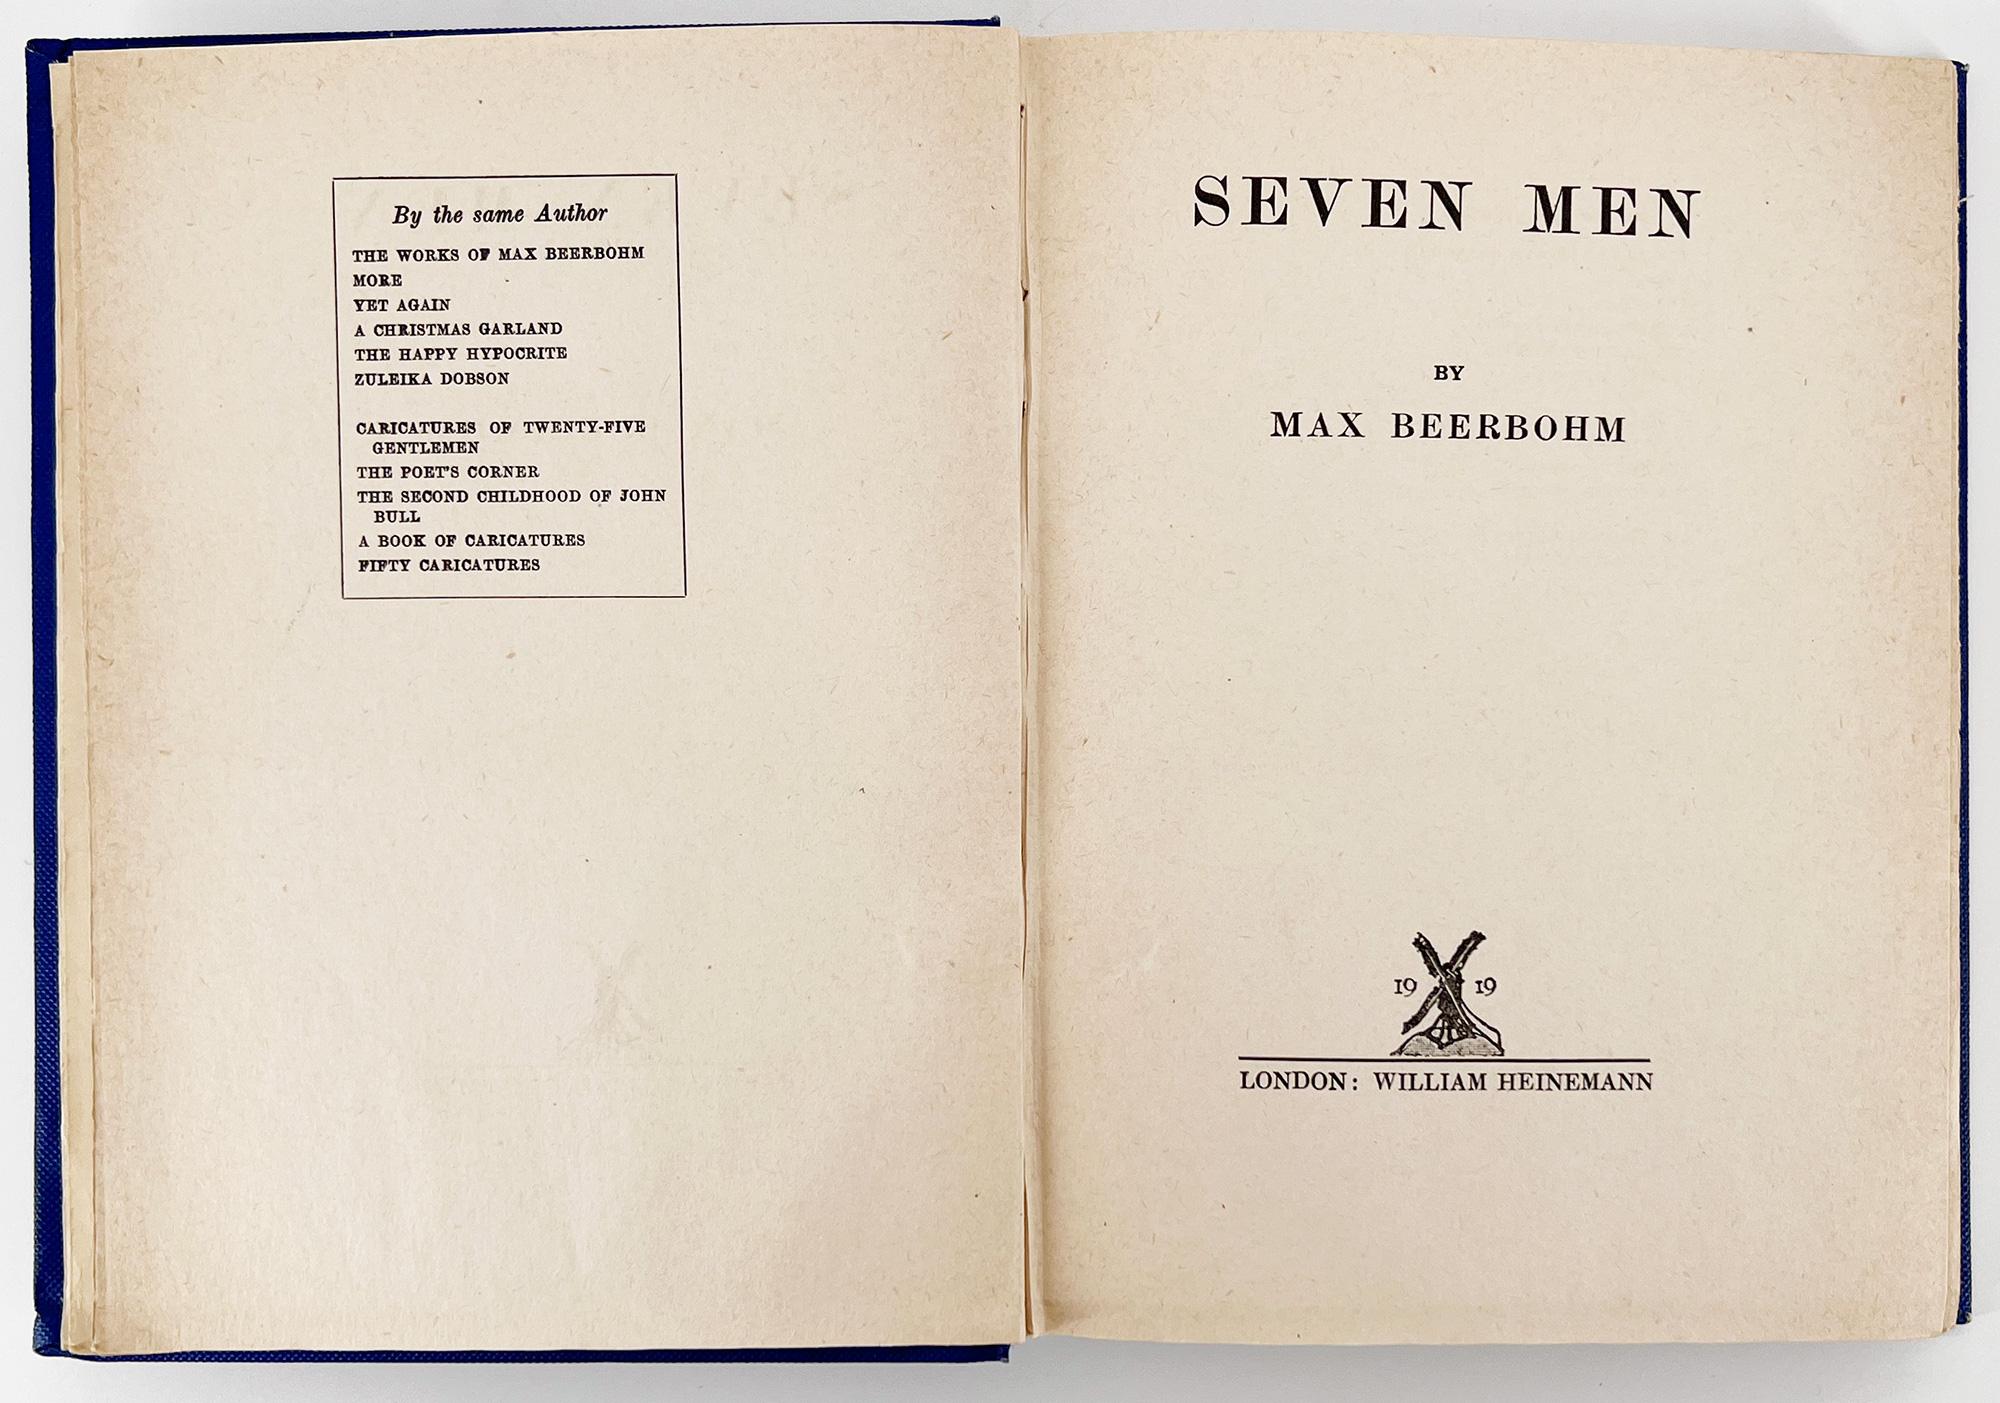 By the same Author
THE WORKS OF MAX BEERBOHM
MORE
YET AGAIN
A CHRISTMAS GARLAND
THE HAPPY HYPOCRITE
ZULEIKA DOBSON
CARICATURES OF TWENTY-FIVE
GENTLEMEN
THE POET'S CORNER
THE SECOND CHILDHOOD OF JOHN
BULL
A BOOK OF CARICATURES
FIFTY CARICATURES
SEVEN MEN
BY
MAX BEERBOHM
19 19
LONDON: WILLIAM HEINEMANN